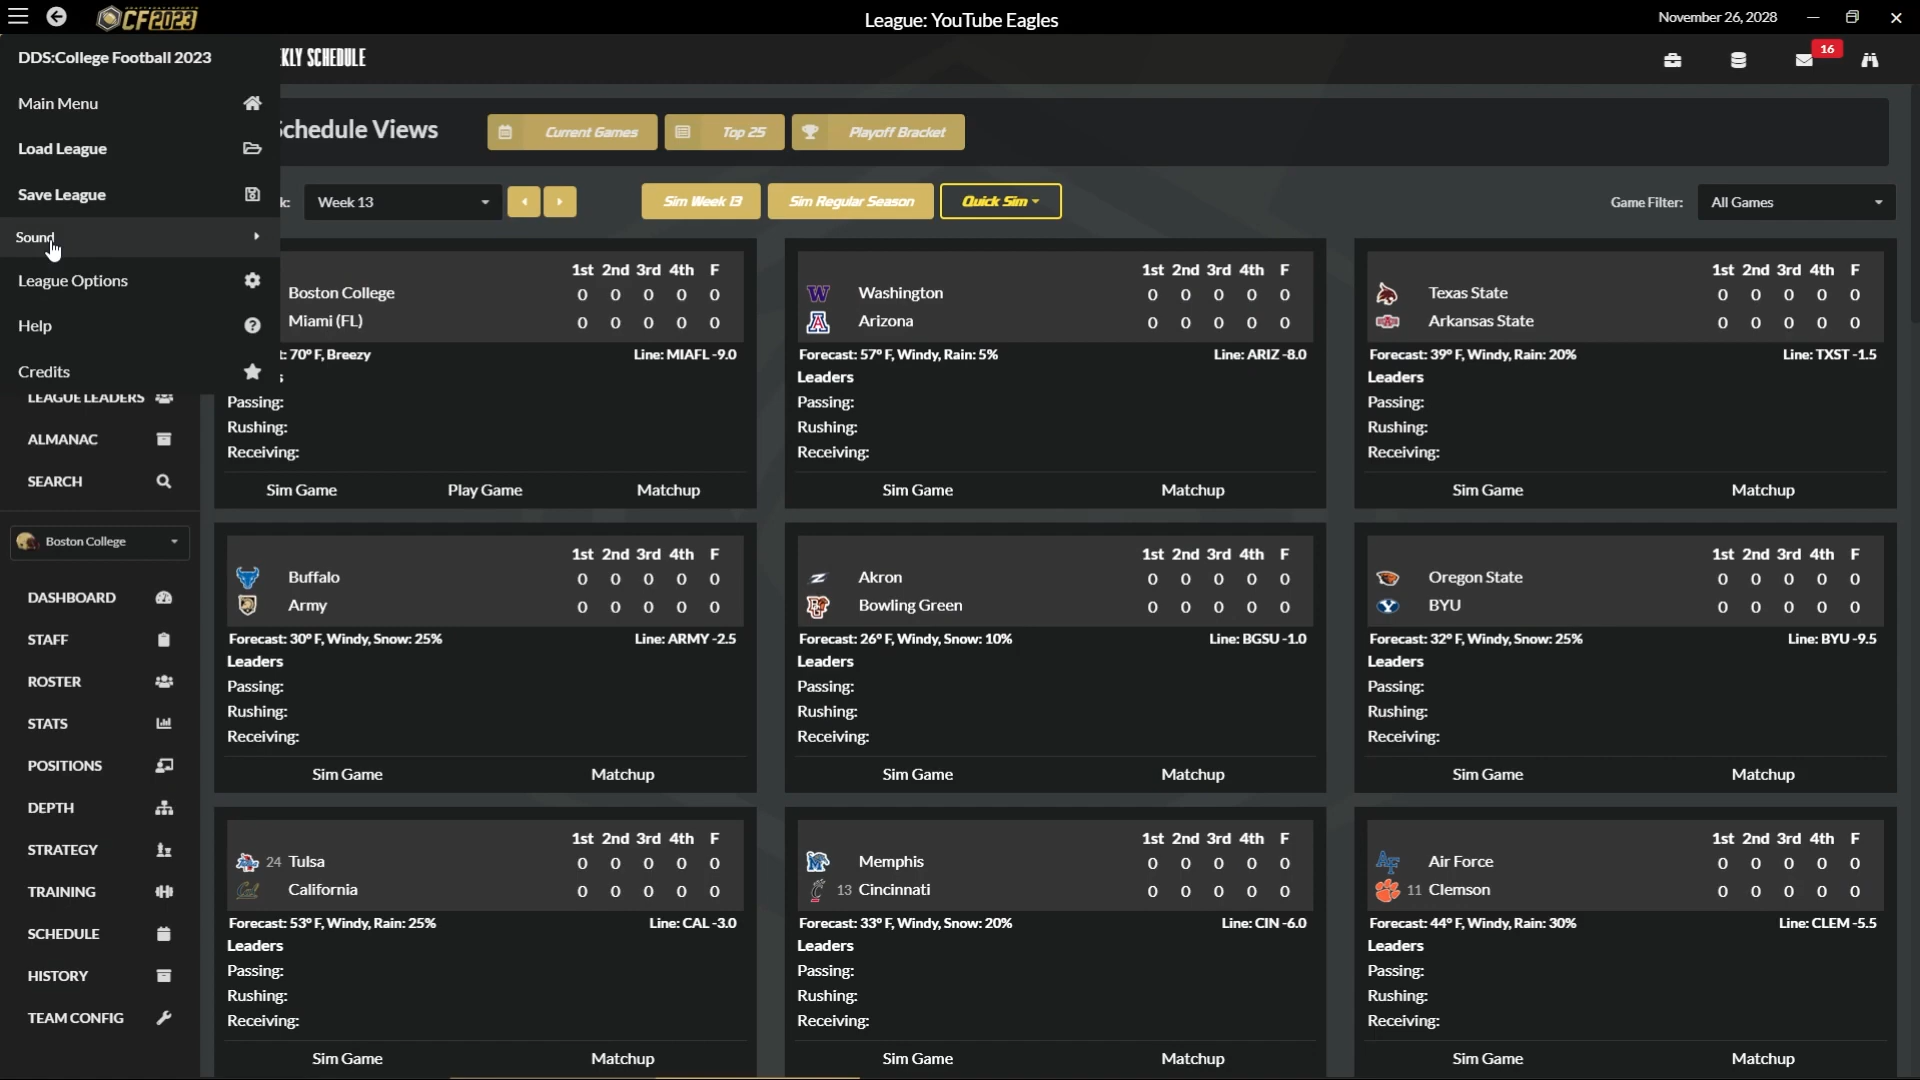 CF2023
League: YouTube Eagles
November 26, 2028
DDS:College Football 2023
KLY SCHEDULE
16
Main Menu
Load League
Save League
Sound
League Options
Help
Credits
Schedule Views
Current Games
Top 25
Playoff Bracket
k:
Week 13
Sim Week 13
Sim Regular Season
Quick Sim
Game Filter:
All Games
LEAGUE LEADERS
ALMANAC
SEARCH
Boston College
DASHBOARD
STAFF
ROSTER
STATS
POSITIONS
DEPTH
STRATEGY
TRAINING
SCHEDULE
HISTORY
TEAM CONFIG
1st 2nd 3rd 4th F
Boston College 0 0 0 0 0
Miami (FL) 0 0 0 0 0
t: 70° F, Breezy Line: MIAFL -9.0
s
Passing:
Rushing:
Receiving:
Sim Game Play Game Matchup
1st 2nd 3rd 4th F
Washington 0 0 0 0 0
Arizona 0 0 0 0 0
Forecast: 57° F, Windy, Rain: 5% Line: ARIZ -8.0
Leaders
Passing:
Rushing:
Receiving:
Sim Game Matchup
1st 2nd 3rd 4th F
Texas State 0 0 0 0 0
Arkansas State 0 0 0 0 0
Forecast: 39° F, Windy, Rain: 20% Line: TXST -1.5
Leaders
Passing:
Rushing:
Receiving:
Sim Game Matchup
1st 2nd 3rd 4th F
Buffalo 0 0 0 0 0
Army 0 0 0 0 0
Forecast: 30° F, Windy, Snow: 25% Line: ARMY -2.5
Leaders
Passing:
Rushing:
Receiving:
Sim Game Matchup
1st 2nd 3rd 4th F
Akron 0 0 0 0 0
Bowling Green 0 0 0 0 0
Forecast: 26° F, Windy, Snow: 10% Line: BGSU -1.0
Leaders
Passing:
Rushing:
Receiving:
Sim Game Matchup
1st 2nd 3rd 4th F
Oregon State 0 0 0 0 0
BYU 0 0 0 0 0
Forecast: 32° F, Windy, Snow: 25% Line: BYU -9.5
Leaders
Passing:
Rushing:
Receiving:
Sim Game Matchup
1st 2nd 3rd 4th F
24 Tulsa 0 0 0 0 0
California 0 0 0 0 0
Forecast: 53° F, Windy, Rain: 25% Line: CAL -3.0
Leaders
Passing:
Rushing:
Receiving:
Sim Game Matchup
1st 2nd 3rd 4th F
Memphis 0 0 0 0 0
13 Cincinnati 0 0 0 0 0
Forecast: 33° F, Windy, Snow: 20% Line: CIN -6.0
Leaders
Passing:
Rushing:
Receiving:
Sim Game Matchup
1st 2nd 3rd 4th F
Air Force 0 0 0 0 0
11 Clemson 0 0 0 0 0
Forecast: 44° F, Windy, Rain: 30% Line: CLEM -5.5
Leaders
Passing:
Rushing:
Receiving:
Sim Game Matchup